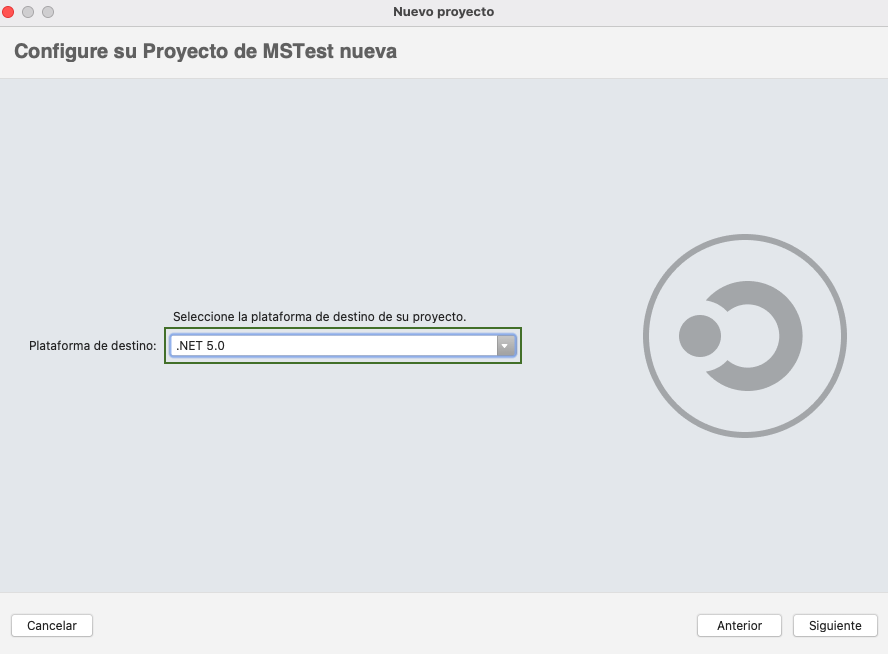 Nuevo proyecto
Configure su Proyecto de MSTest nueva
Seleccione la plataforma de destino de su proyecto.
Plataforma de destino: .NET 5.0
Cancelar Anterior Siguiente